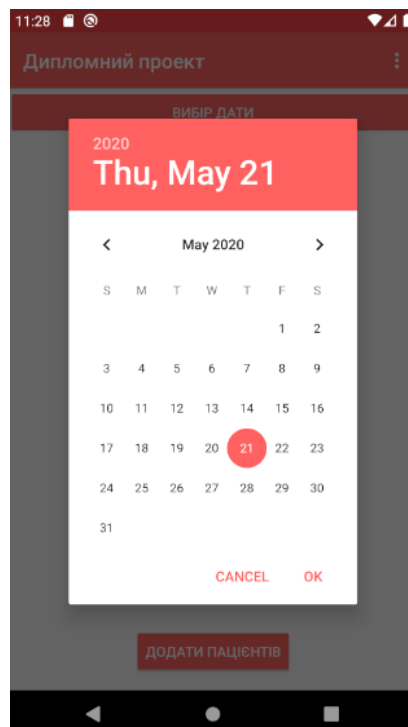 11:28
Дипломний проект
ВИБІР ДАТИ
2020
Thu, May 21
May 2020
S M T W T F S
1 2
3 4 5 6 7 8 9
10 11 12 13 14 15 16
17 18 19 20 21 22 23
24 25 26 27 28 29 30
31
CANCEL OK
ДОДАТИ ПАЦІЄНТІВ